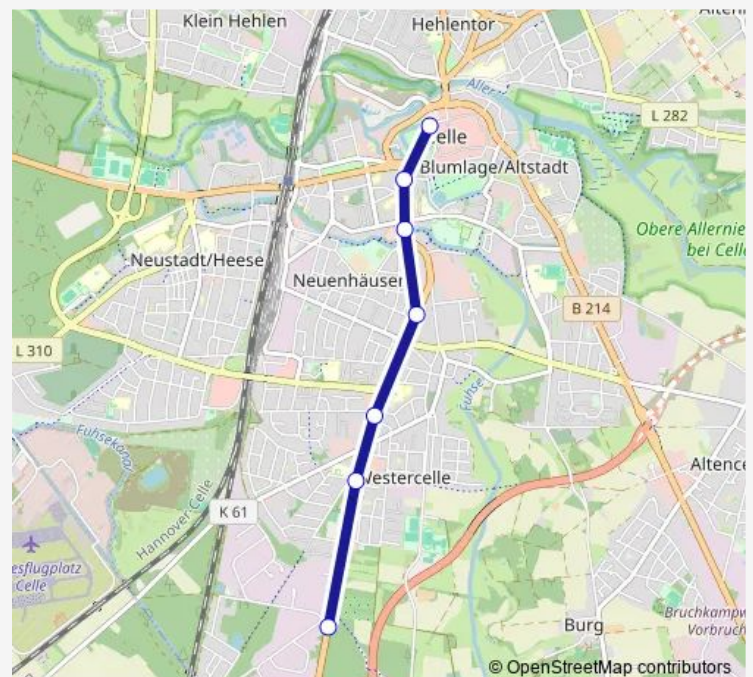 Klein Hehlen
Hehlentor
Aller
L 282
elle
Blumlage/Altstadt
Obere Allernie
bei Celle
Neustadt/Heese
Neuenhäuser
B 214
L 310
Fuhse
Fuhsekanal
Westercelle
Altence
K 61
Hannover-Celle
esflugplatz
Celle
Bruchkampw
Vorbruch
Burg
© OpenStreetMap contributors